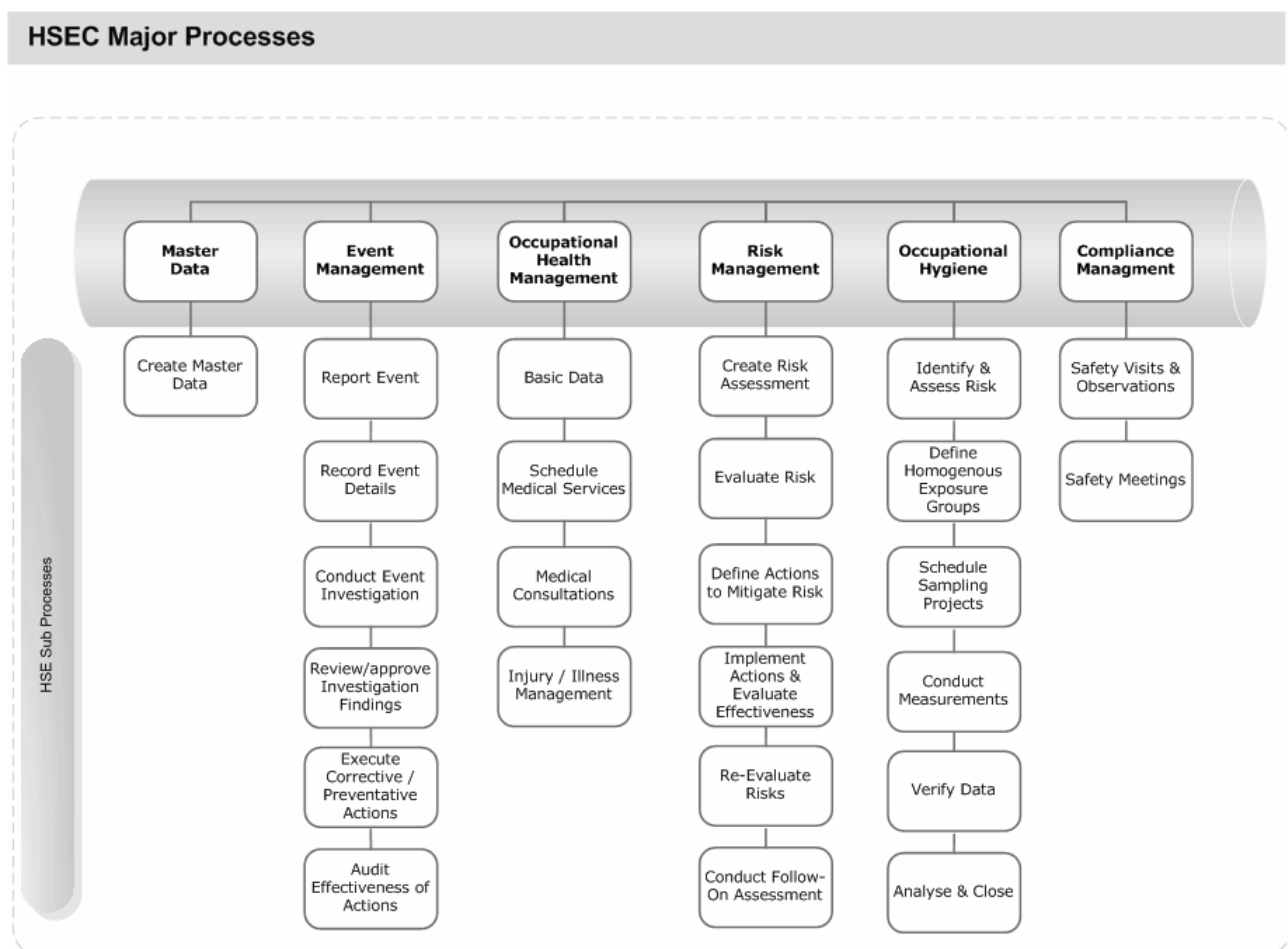 HSEC Major Processes
Master
Data
Event
Management
Occupational
Health
Management
Risk
Management
Occupational
Hygiene
Compliance
Managment
HSE Sub Processes
Create Master
Data
Report Event
Record Event
Details
Conduct Event
Investigation
Review/approve
Investigation
Findings
Execute
Corrective /
Preventative
Actions
Audit
Effectiveness of
Actions
Basic Data
Schedule
Medical Services
Medical
Consultations
Injury / Illness
Management
Create Risk
Assessment
Evaluate Risk
Define Actions
to Mitigate Risk
Implement
Actions &
Evaluate
Effectiveness
Re-Evaluate
Risks
Conduct Follow-
On Assessment
Identify &
Assess Risk
Define
Homogenous
Exposure
Groups
Schedule
Sampling
Projects
Conduct
Measurements
Verify Data
Analyse & Close
Safety Visits &
Observations
Safety Meetings